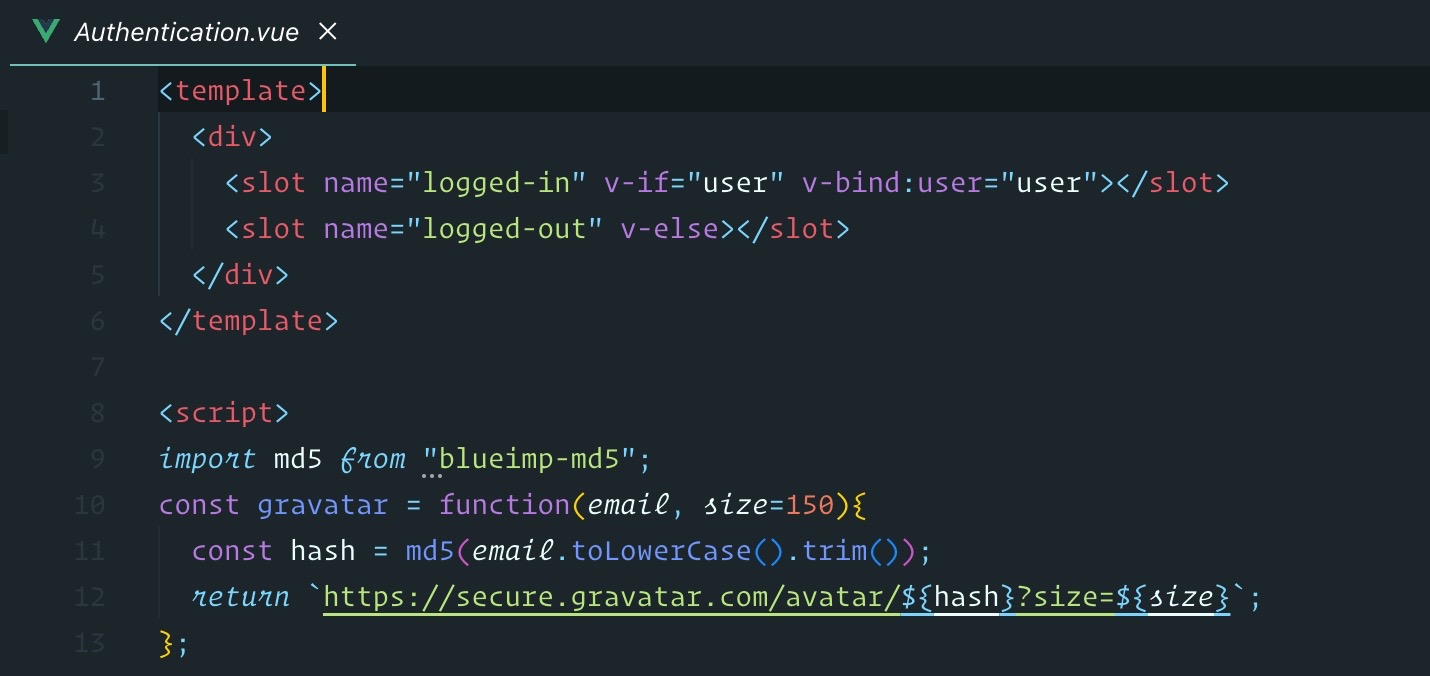 Authentication.vue ×
1 <template>
2   <div>
3     <slot name="logged-in" v-if="user" v-bind:user="user"></slot>
4     <slot name="logged-out" v-else></slot>
5   </div>
6 </template>
7
8 <script>
9 import md5 from "blueimp-md5";
10 const gravatar = function(email, size=150){
11   const hash = md5(email.toLowerCase().trim());
12   return `https://secure.gravatar.com/avatar/${hash}?size=${size}`;
13 };